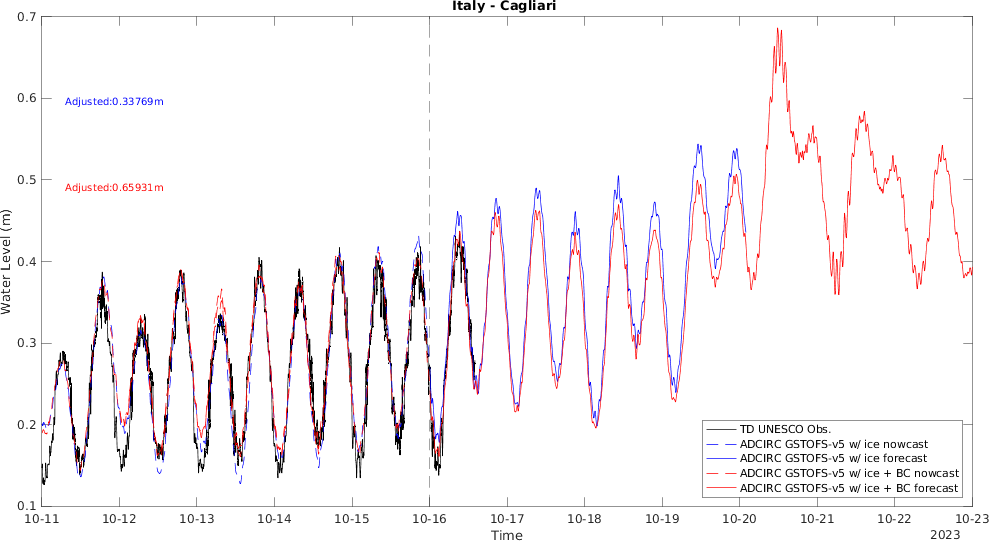 Italy - Cagliari
0.7
0.6
0.5
0.4
0.3
0.2
0.1
Water Level (m)
Adjusted:0.33769m
Adjusted:0.65931m
TD UNESCO Obs.
ADCIRC GSTOFS-v5 w/ ice nowcast
ADCIRC GSTOFS-v5 w/ ice forecast
ADCIRC GSTOFS-v5 w/ ice + BC nowcast
ADCIRC GSTOFS-v5 w/ ice + BC forecast
10-11 10-12 10-13 10-14 10-15 10-16 10-17 10-18 10-19 10-20 10-21 10-22 10-23
Time
2023